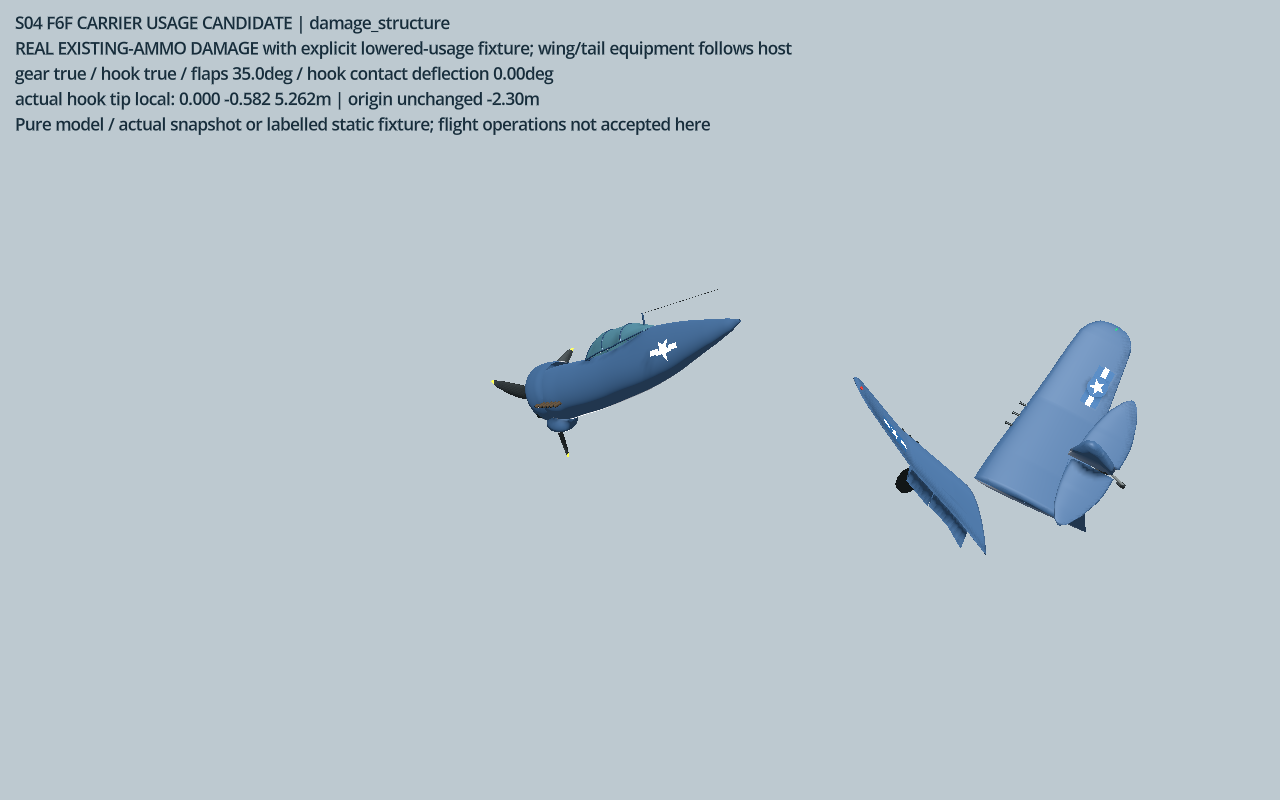 S04 F6F CARRIER USAGE CANDIDATE | damage_structure
REAL EXISTING-AMMO DAMAGE with explicit lowered-usage fixture; wing/tail equipment follows host
gear true / hook true / flaps 35.0deg / hook contact deflection 0.00deg
actual hook tip local: 0.000 -0.582 5.262m | origin unchanged -2.30m
Pure model / actual snapshot or labelled static fixture; flight operations not accepted here